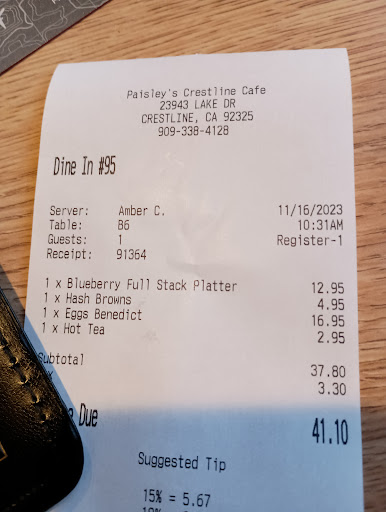 Paisley's Crestline Cafe
23943 LAKE DR
CRESTLINE, CA 92325
909-338-4128
Dine In #95
Server: Amber C. 11/16/2023
Table: B6 10:31AM
Guests: 1 Register-1
Receipt: 91364
1 x Blueberry Full Stack Platter 12.95
1 x Hash Browns 4.95
1 x Eggs Benedict 16.95
1 x Hot Tea 2.95
Subtotal 37.80
3.30
Due 41.10
Suggested Tip
15% = 5.67